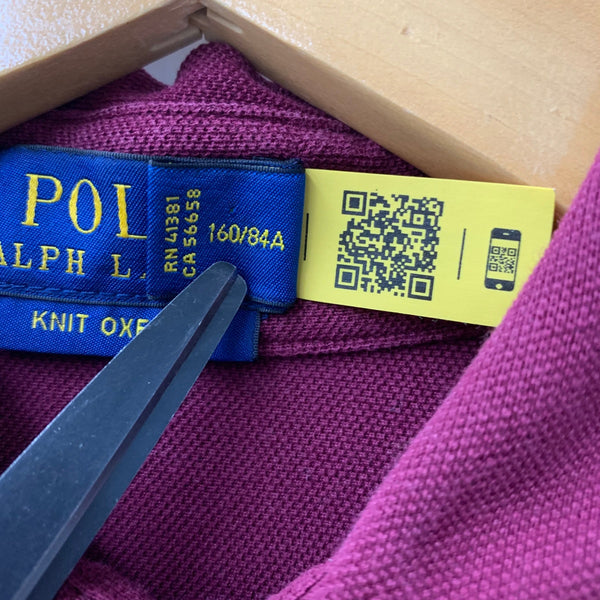 POL
ALPH L
KNIT OXF
RN 41381
CA 56658
160/84A